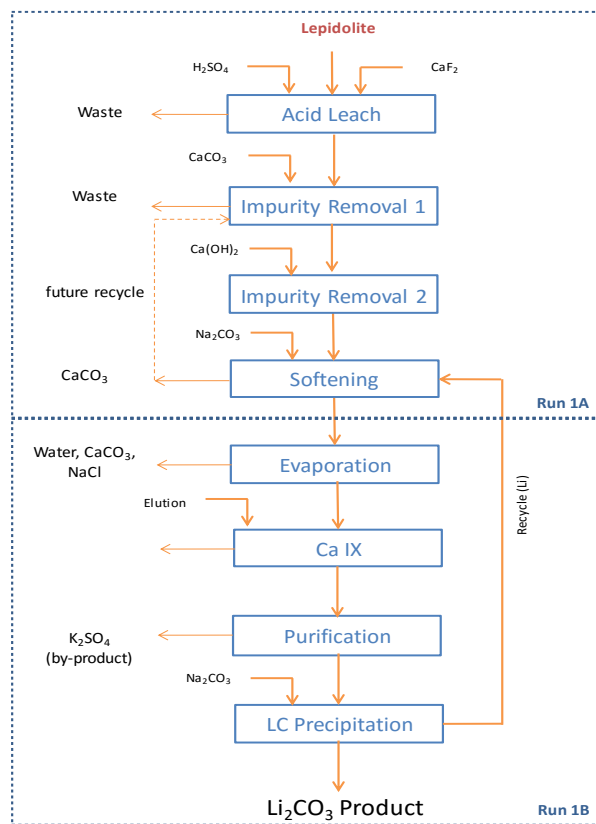 Lepidolite
H₂SO₄
CaF₂
Acid Leach
Waste
CaCO₃
Waste
Impurity Removal 1
Ca(OH)₂
future recycle
Impurity Removal 2
Na₂CO₃
CaCO₃
Softening
Run 1A
Water, CaCO₃,
NaCl
Evaporation
Recycle (Li)
Elution
Ca IX
K₂SO₄
(by-product)
Purification
Na₂CO₃
LC Precipitation
Li₂CO₃ Product
Run 1B